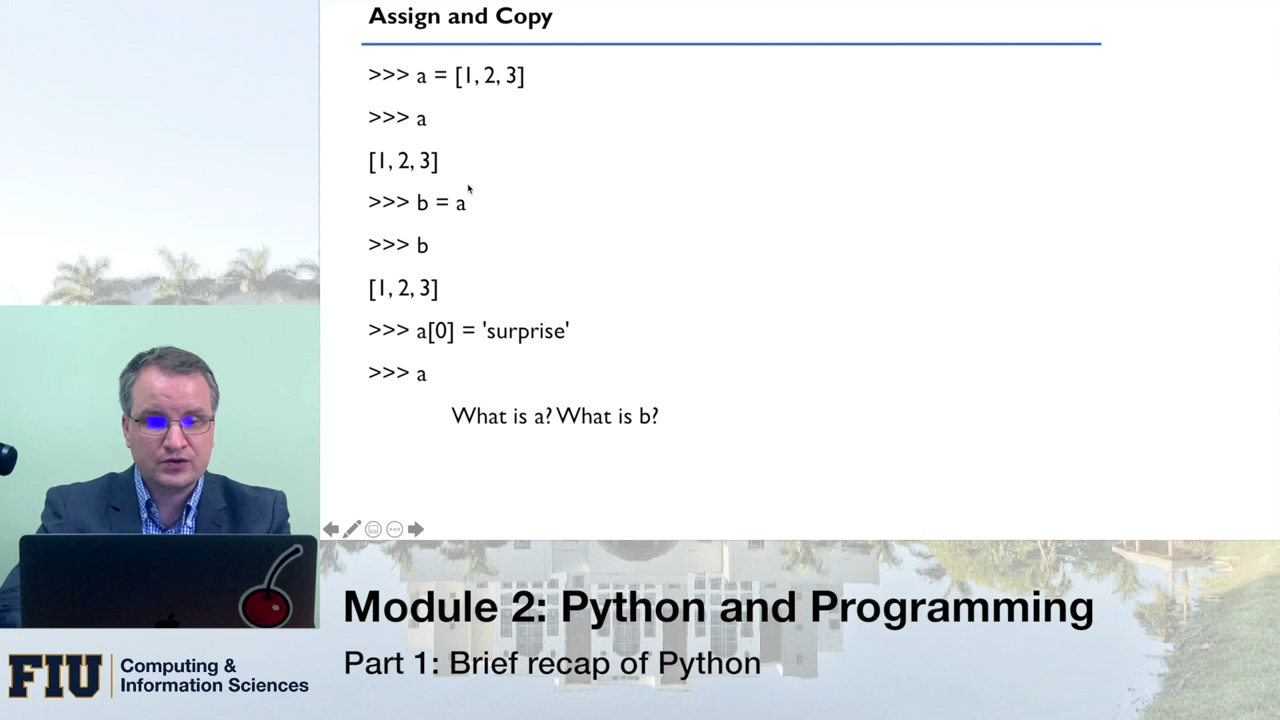 Assign and Copy
>>> a = [1, 2, 3]
>>> a
[1, 2, 3]
>>> b = a
>>> b
[1, 2, 3]
>>> a[0] = 'surprise'
>>> a
What is a? What is b?
Module 2: Python and Programming
Part 1: Brief recap of Python
FIU
Computing &
Information Sciences